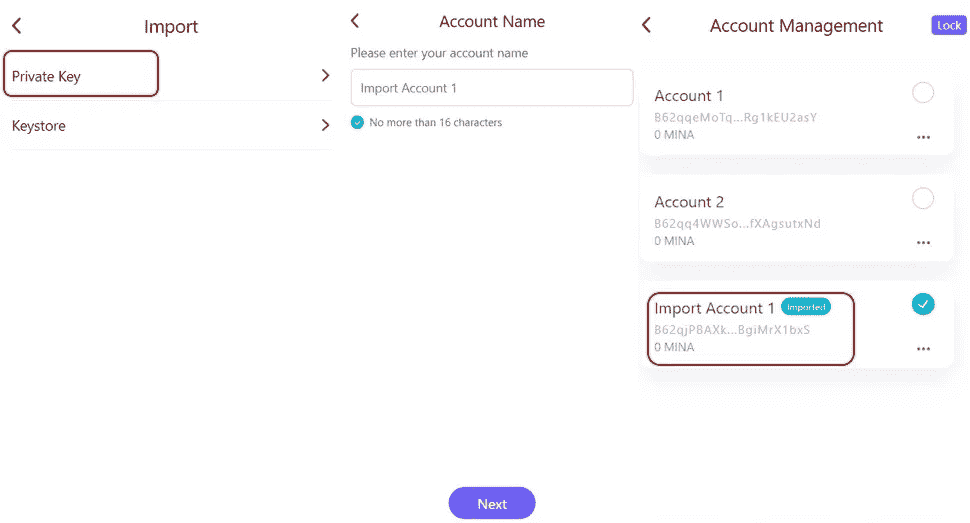 Import
Private Key
Keystore
Account Name
Please enter your account name
Import Account 1
No more than 16 characters
Next
Account Management
Lock
Account 1
B62qqeMoTq...Rg1kEU2asY
0 MINA
Account 2
B62qq4WWSo...fXAgsutxNd
0 MINA
Import Account 1 Imported
B62qjP8AXk...BgiMrX1bxS
0 MINA